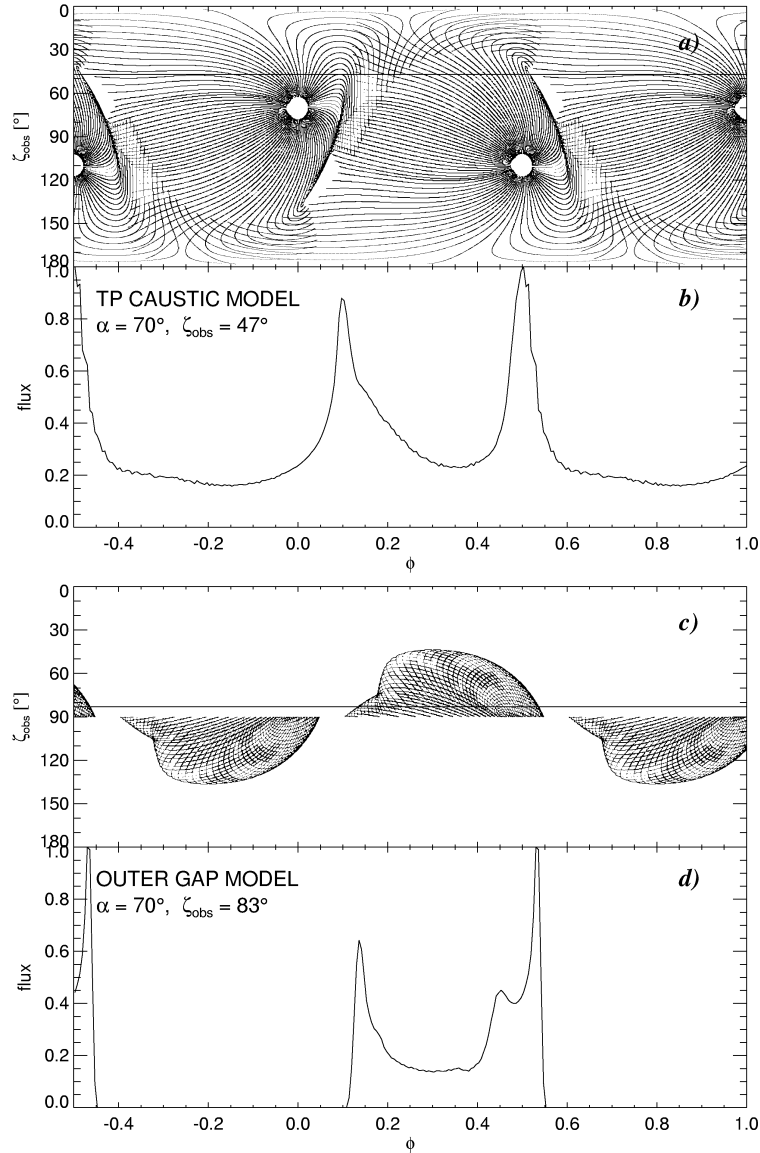 0
30
60
90
120
150
180
ζobs [°]
a)
1.0
0.8
0.6
0.4
0.2
0.0
flux
TP CAUSTIC MODEL
α = 70°, ζobs = 47°
b)
-0.4 -0.2 0.0 0.2 0.4 0.6 0.8 1.0
ϕ
0
30
60
90
120
150
180
ζobs [°]
c)
1.0
0.8
0.6
0.4
0.2
0.0
flux
OUTER GAP MODEL
α = 70°, ζobs = 83°
d)
-0.4 -0.2 0.0 0.2 0.4 0.6 0.8 1.0
ϕ